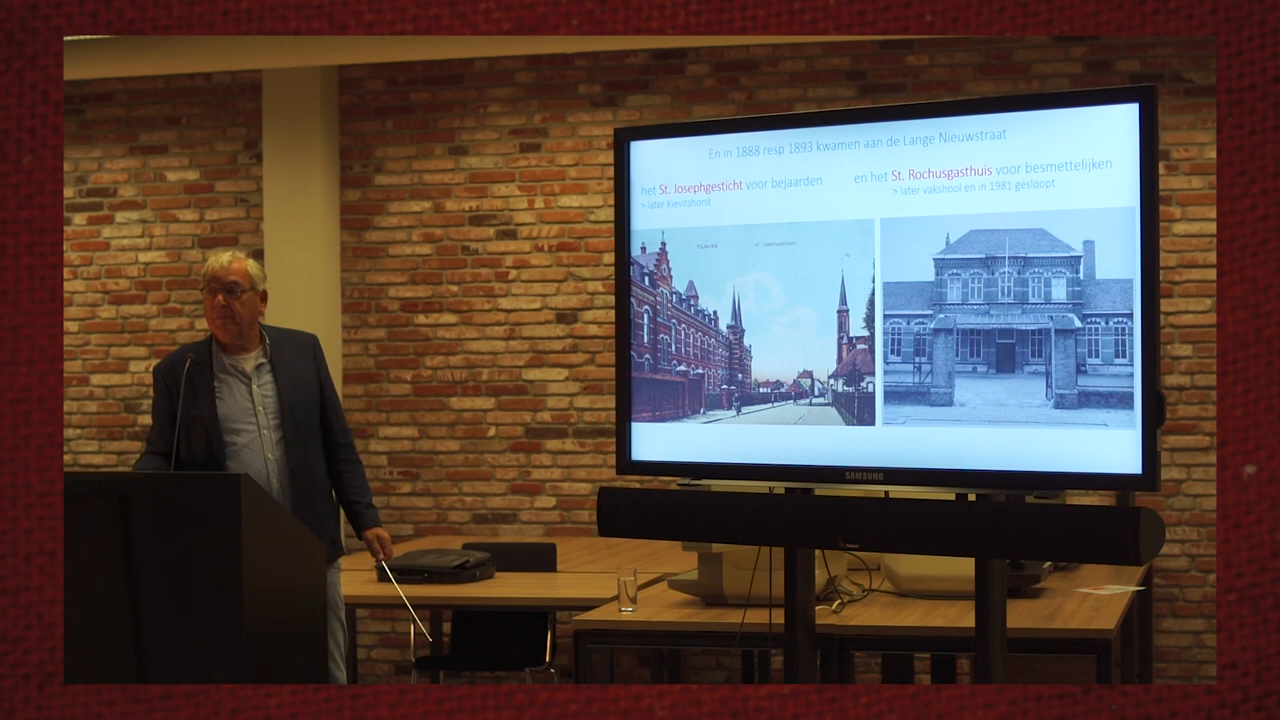 En in 1888 resp 1893 kwamen aan de Lange Nieuwstraat
het St. Josephgesticht voor bejaarden
> later Kievitshorst
en het St. Rochusgasthuis voor besmettelijken
> later vakshool en in 1981 gesloopt
TILBURG
SAMSUNG